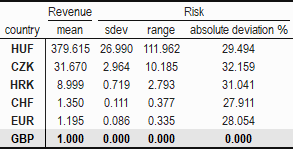 Revenue Risk
country mean sdev range absolute deviation %
HUF 379.615 26.990 111.962 29.494
CZK 31.670 2.964 10.185 32.159
HRK 8.999 0.719 2.793 31.041
CHF 1.350 0.111 0.377 27.911
EUR 1.195 0.086 0.335 28.054
GBP 1.000 0.000 0.000 0.000